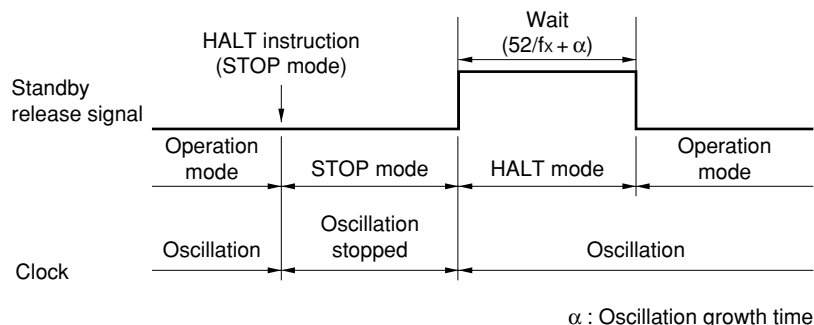 Wait
(52/fx + α)
HALT instruction
(STOP mode)
Standby
release signal
Operation
mode
STOP mode
HALT mode
Operation
mode
Oscillation
Oscillation
stopped
Oscillation
Clock
α : Oscillation growth time